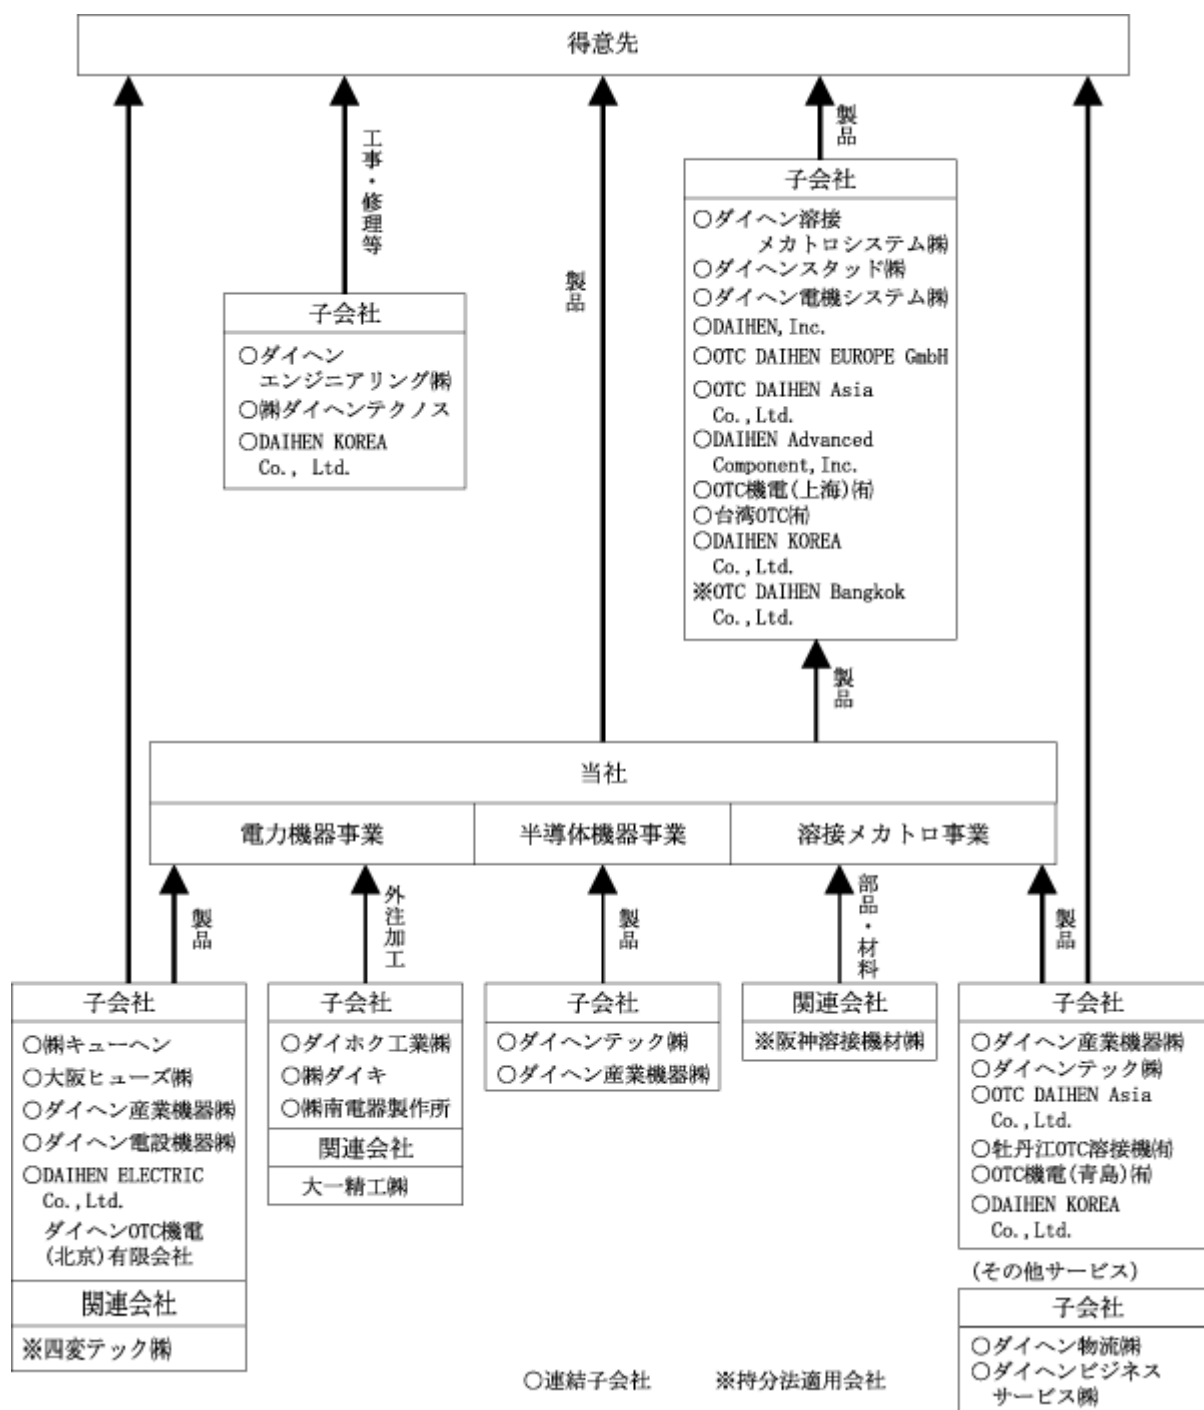 得意先
工事・修理等
子会社
○ダイヘン
エンジニアリング㈱
○㈱ダイヘンテクノス
○DAIHEN KOREA
Co., Ltd.
製品
製品
子会社
○ダイヘン溶接
メカトロシステム㈱
○ダイヘンスタッド㈱
○ダイヘン電機システム㈱
○DAIHEN, Inc.
○OTC DAIHEN EUROPE GmbH
○OTC DAIHEN Asia
Co.,Ltd.
○DAIHEN Advanced
Component,Inc.
○OTC機電(上海)㈲
○台湾OTC㈲
○DAIHEN KOREA
Co.,Ltd.
※OTC DAIHEN Bangkok
Co.,Ltd.
製品
当社
電力機器事業
半導体機器事業
溶接メカトロ事業
製品
外注加工
製品
部品・材料
製品
子会社
○㈱キューヘン
○大阪ヒューズ㈱
○ダイヘン産業機器㈱
○ダイヘン電設機器㈱
○DAIHEN ELECTRIC
Co.,Ltd.
ダイヘンOTC機電
(北京)有限会社
関連会社
※四変テック㈱
子会社
○ダイホク工業㈱
○㈱ダイキ
○㈱南電器製作所
関連会社
大一精工㈱
子会社
○ダイヘンテック㈱
○ダイヘン産業機器㈱
関連会社
※阪神溶接機材㈱
子会社
○ダイヘン産業機器㈱
○ダイヘンテック㈱
○OTC DAIHEN Asia
Co.,Ltd.
○牡丹江OTC溶接機㈲
○OTC機電(青島)㈲
○DAIHEN KOREA
Co.,Ltd.
(その他サービス)
子会社
○ダイヘン物流㈱
○ダイヘンビジネス
サービス㈱
○連結子会社
※持分法適用会社